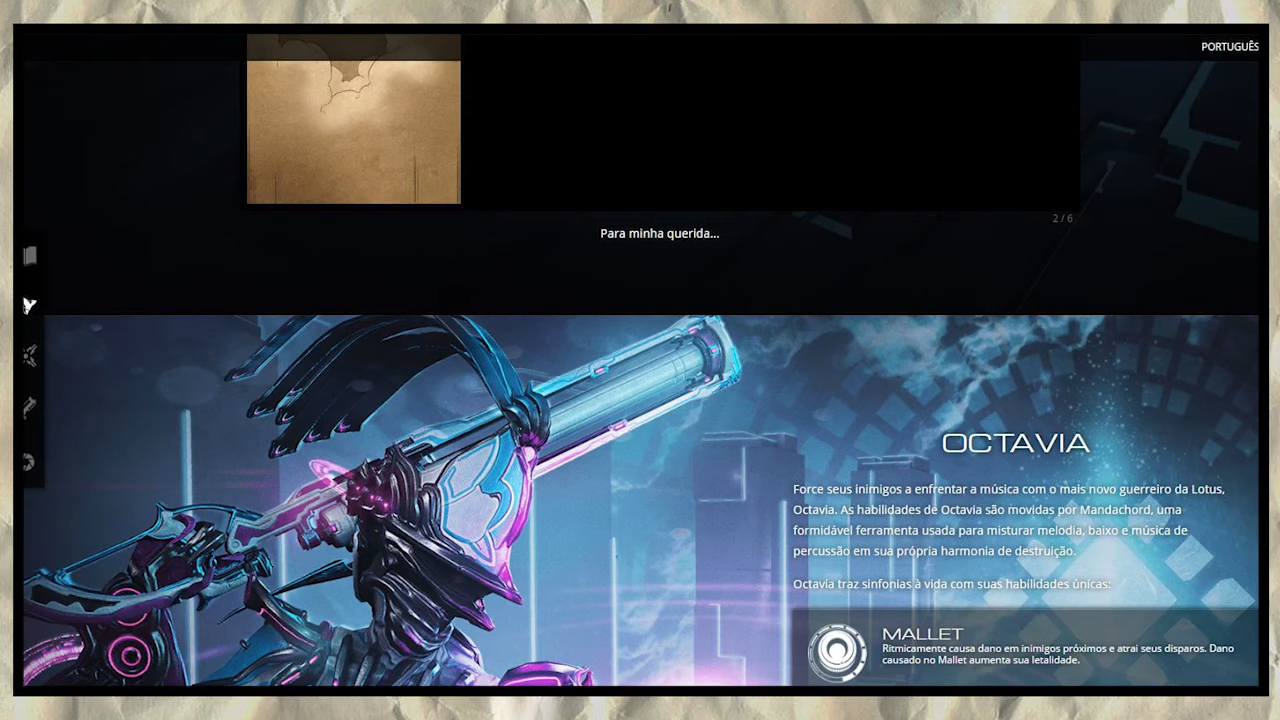 PORTUGUÊS
2 / 6
Para minha querida...
OCTAVIA
Force seus inimigos a enfrentar a música com o mais novo guerreiro da Lotus,
Octavia. As habilidades de Octavia são movidas por Mandachord, uma
formidável ferramenta usada para misturar melodia, baixo e música de
percussão em sua própria harmonia de destruição.
Octavia traz sinfonias à vida com suas habilidades únicas:
MALLET
Ritmicamente causa dano em inimigos próximos e atrai seus disparos. Dano
causado no Mallet aumenta sua letalidade.